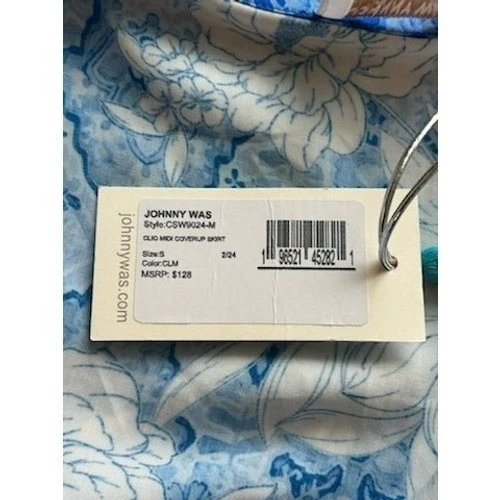 JOHNNY WAS
Style:CSW9024-M
CLIO MIDI COVERUP SKIRT
Size:S 2/24
Color:CLM
MSRP: $128
1 96521 45282 1
johnnywas.com